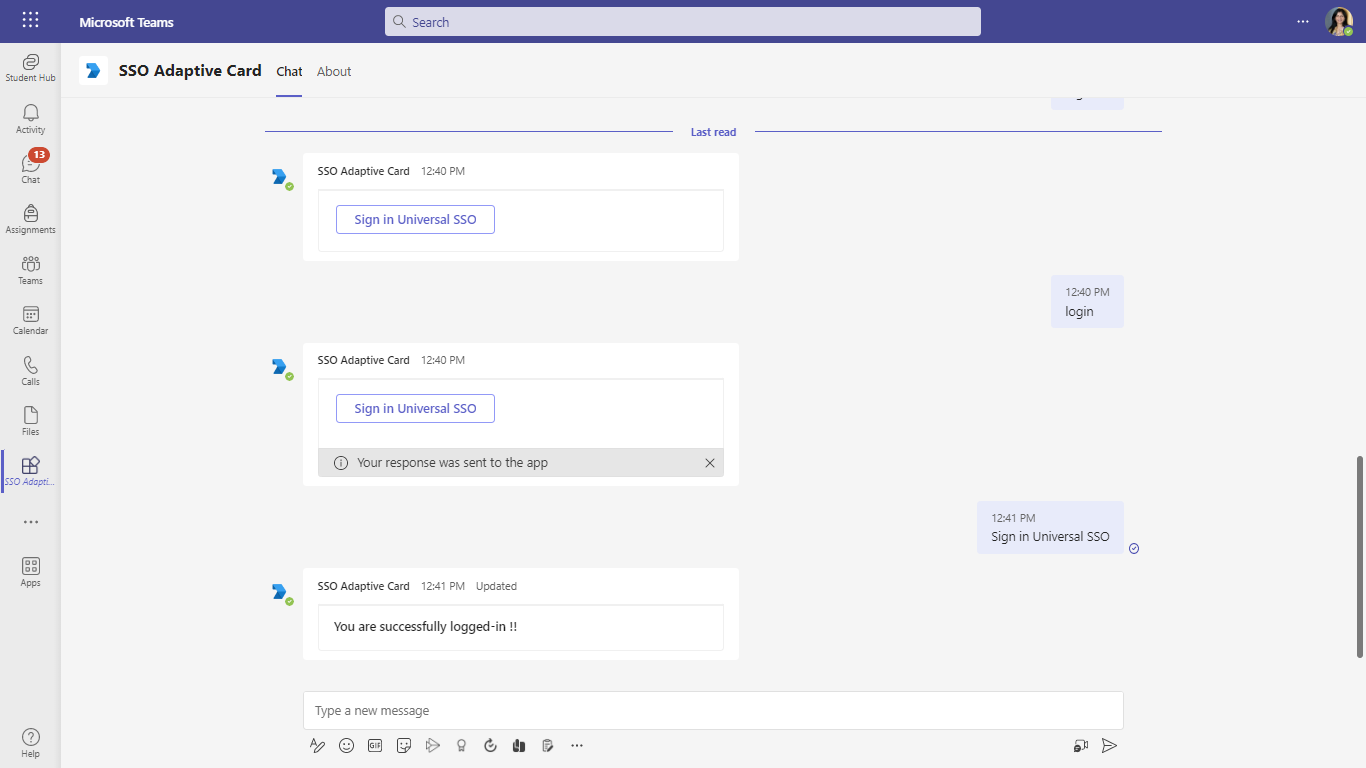 Microsoft Teams
Search
Student Hub
Activity
13
Chat
Assignments
Teams
Calendar
Calls
Files
SSO Adapti...
Apps
Help
SSO Adaptive Card
Chat
About
Last read
SSO Adaptive Card 12:40 PM
Sign in Universal SSO
12:40 PM
login
SSO Adaptive Card 12:40 PM
Sign in Universal SSO
Your response was sent to the app
12:41 PM
Sign in Universal SSO
SSO Adaptive Card 12:41 PM Updated
You are successfully logged-in !!
Type a new message
GIF